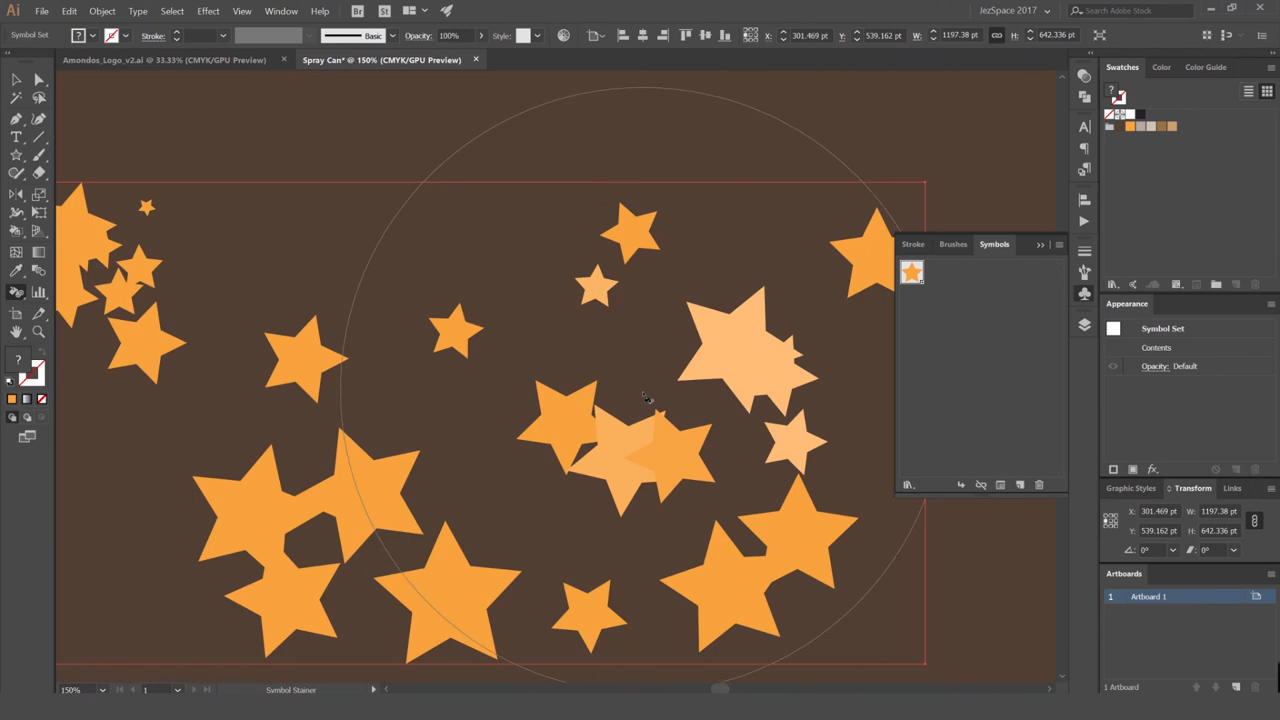 Ai File Edit Object Type Select Effect View Window Help Br St JezSpace 2017 Search Adobe Stock
Symbol Set ? Stroke: Basic Opacity: 100% Style: X: 301.469 pt Y: 539.162 pt W: 1197.38 pt H: 642.336 pt
Amondos_Logo_v2.ai @ 33.33% (CMYK/GPU Preview) × Spray Can* @ 150% (CMYK/GPU Preview) ×
Swatches Color Color Guide
?
Stroke Brushes Symbols
Appearance
Symbol Set
Contents
Opacity: Default
fx
Graphic Styles Transform Links
X: 301.469 pt W: 1197.38 pt
Y: 539.162 pt H: 642.336 pt
0° 0°
Artboards
1 Artboard 1
1 Artboard
?
150% 1 Symbol Stainer